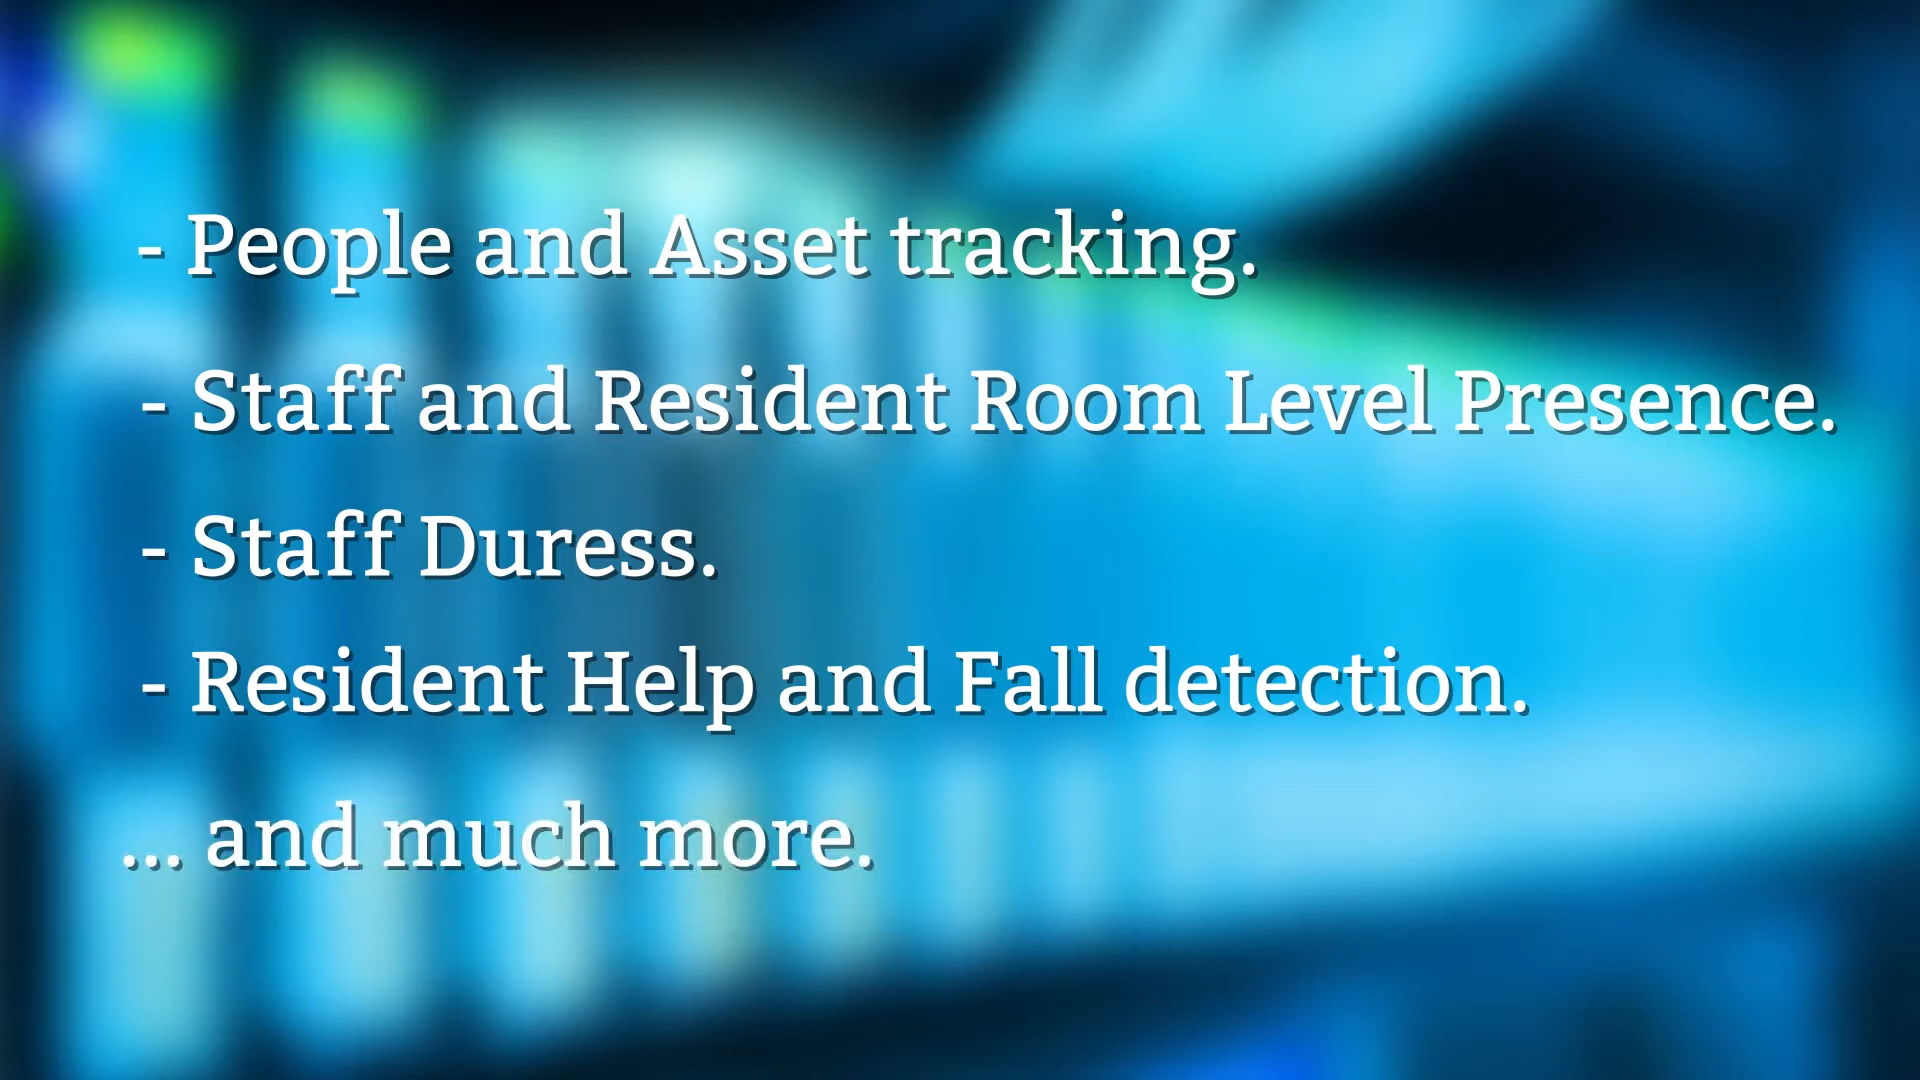 - People and Asset tracking.
- Staff and Resident Room Level Presence.
- Staff Duress.
- Resident Help and Fall detection.
... and much more.